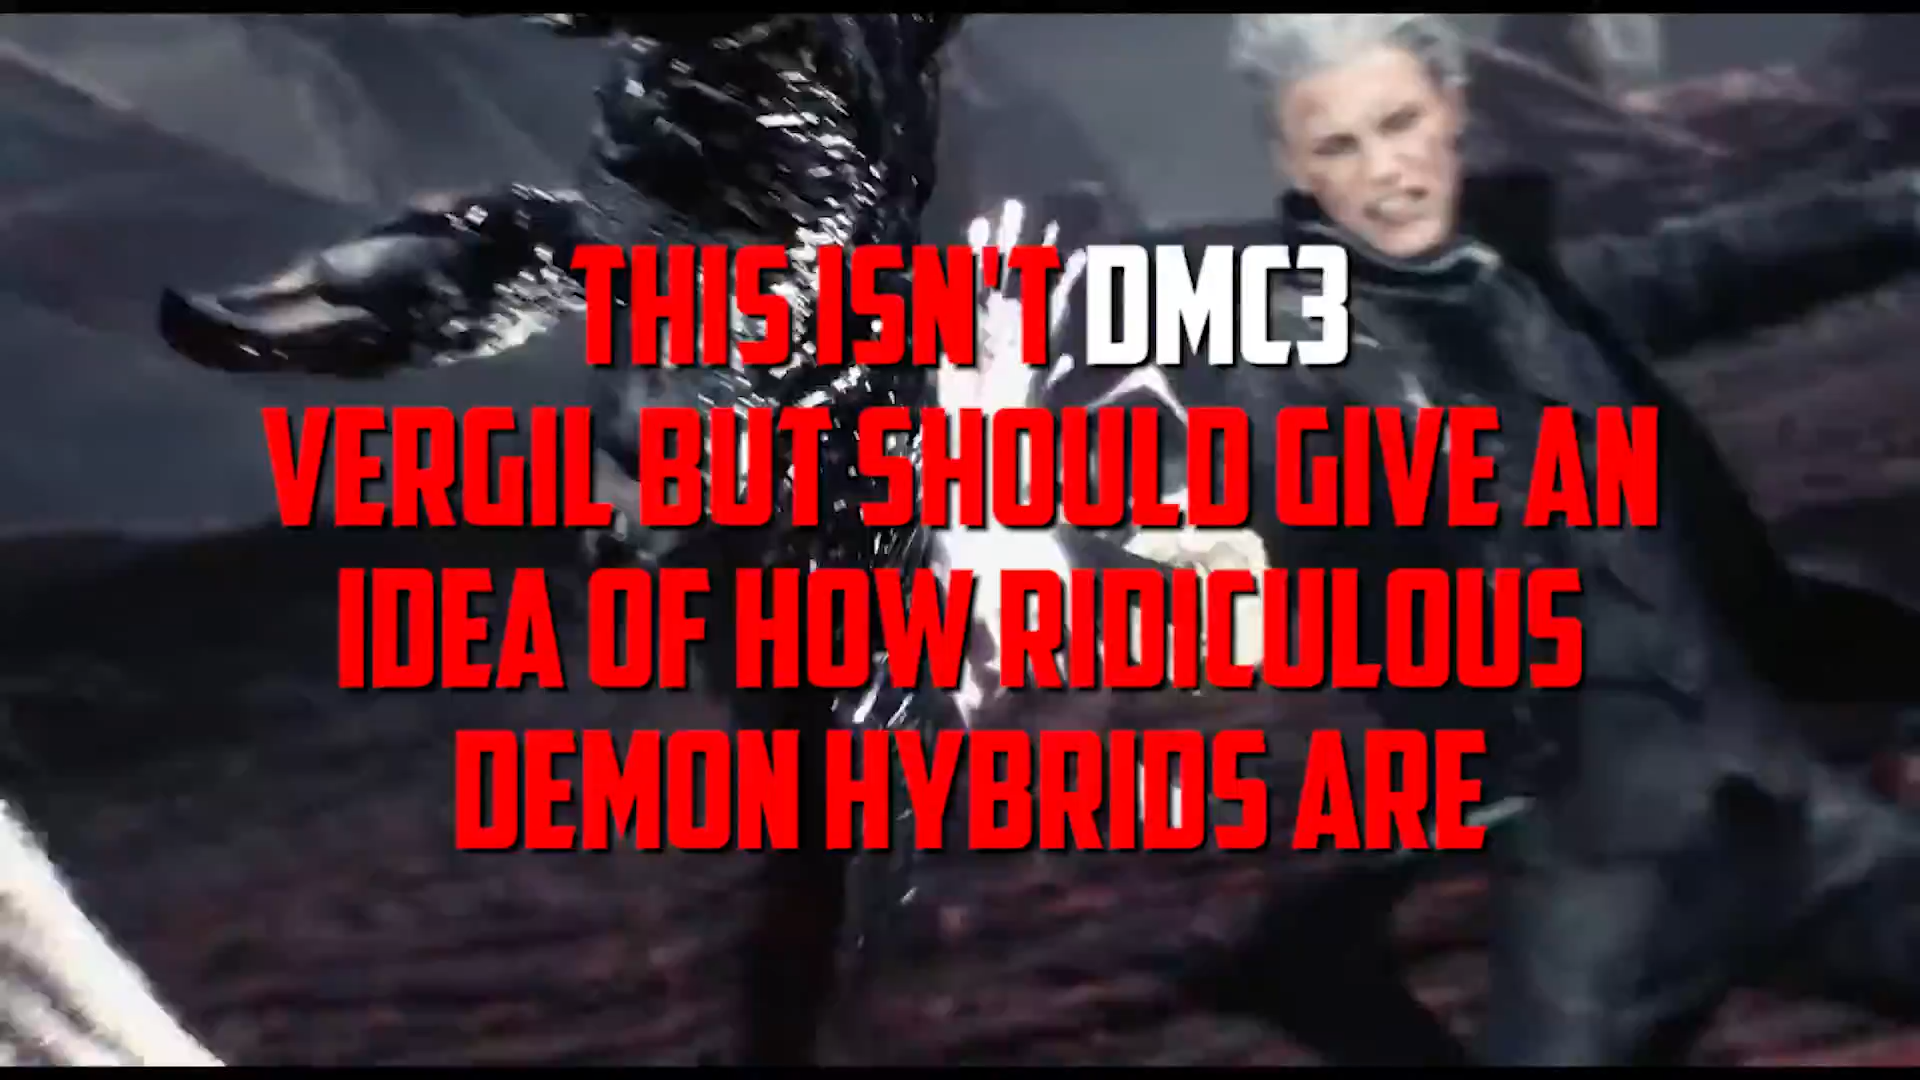 THIS ISN'T DMC3
VERGIL BUT SHOULD GIVE AN
IDEA OF HOW RIDICULOUS
DEMON HYBRIDS ARE